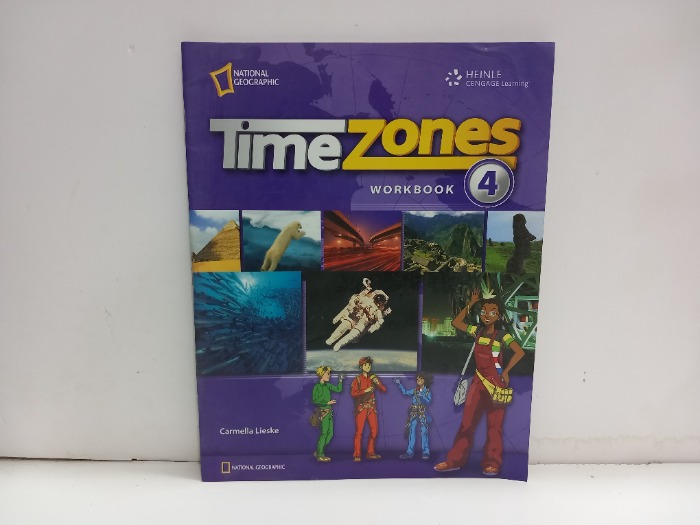 NATIONAL
GEOGRAPHIC
HEINLE
CENGAGE Learning
Time Zones
WORKBOOK 4
Carmella Lieske
NATIONAL GEOGRAPHIC